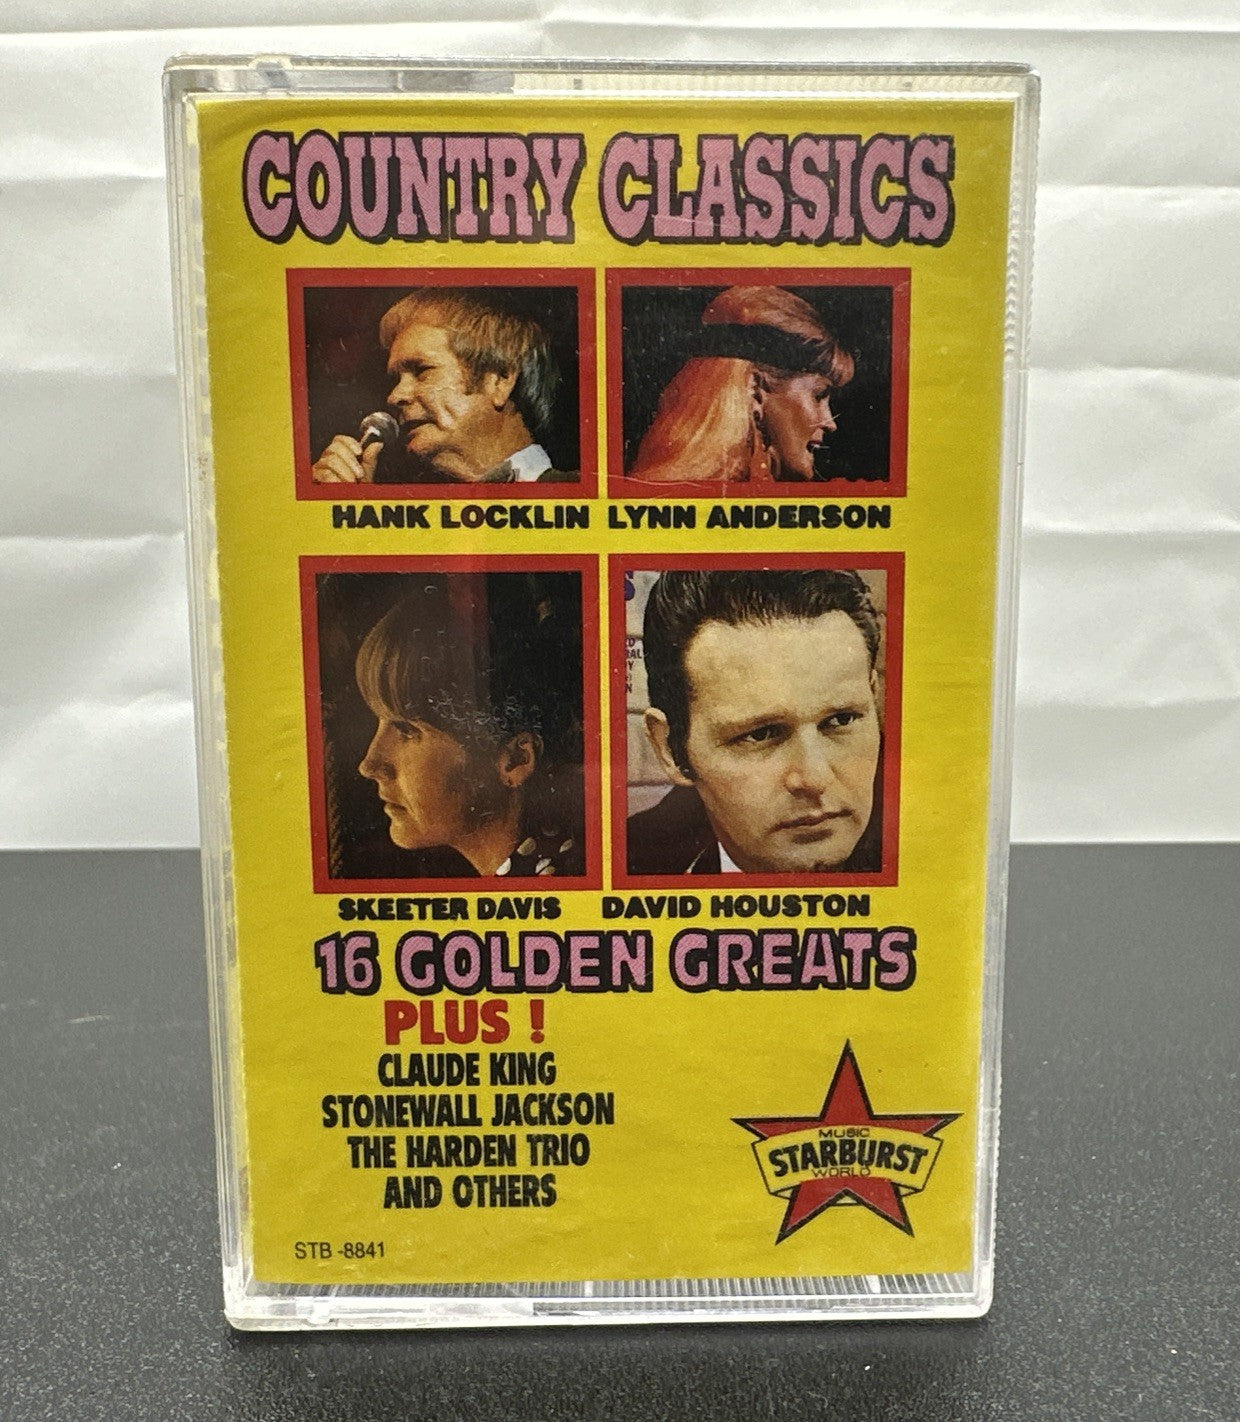 COUNTRY CLASSICS
HANK LOCKLIN LYNN ANDERSON
SKEETER DAVIS DAVID HOUSTON
16 GOLDEN GREATS
PLUS !
CLAUDE KING
STONEWALL JACKSON
THE HARDEN TRIO
AND OTHERS
MUSIC
STARBURST
WORLD
STB -8841